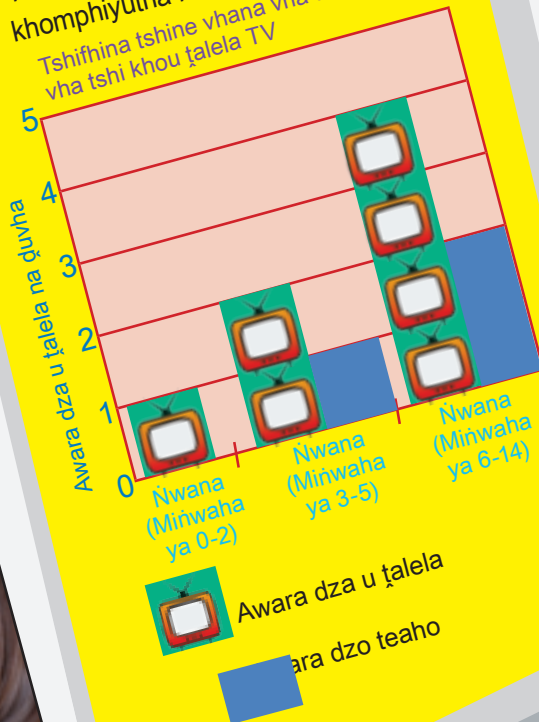 Tshifhina tshine vhana vha
vha tshi khou ṱalela TV
5
4
3
2
1
0
Awara dza u ṱalela na ḓuvha
Ṅwana
(Miṅwaha
ya 0-2)
Ṅwana
(Miṅwaha
ya 3-5)
Ṅwana
(Miṅwaha
ya 6-14)
Awara dza u ṱalela
ara dzo teaho